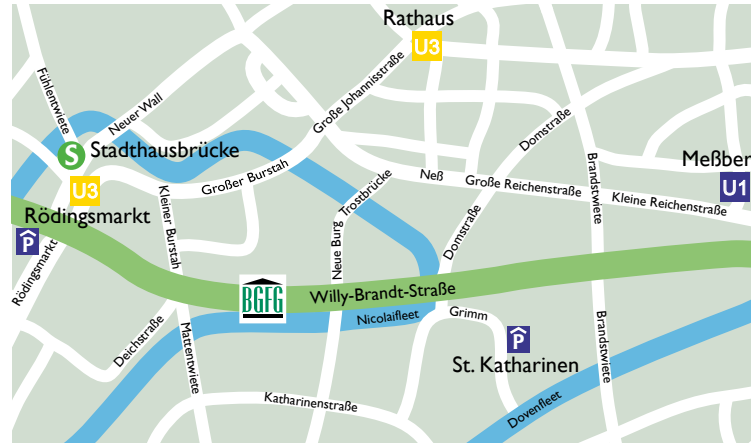 Rathaus
U3
Fühlentwiete
Neuer Wall
Große Johannisstraße
Domstraße
S Stadthausbrücke
Meßber
U1
U3
Großer Burstah
Trostbrücke
Neß
Große Reichenstraße
Brandstwiete
Kleine Reichenstraße
Rödingsmarkt
P
Kleiner Burstah
Neue Burg
Domstraße
Rödingsmarkt
BGFG
Willy-Brandt-Straße
Nicolaifleet
Grimm
Deichstraße
Mattentwiete
P
St. Katharinen
Brandstwiete
Katharinenstraße
Dovenfleet